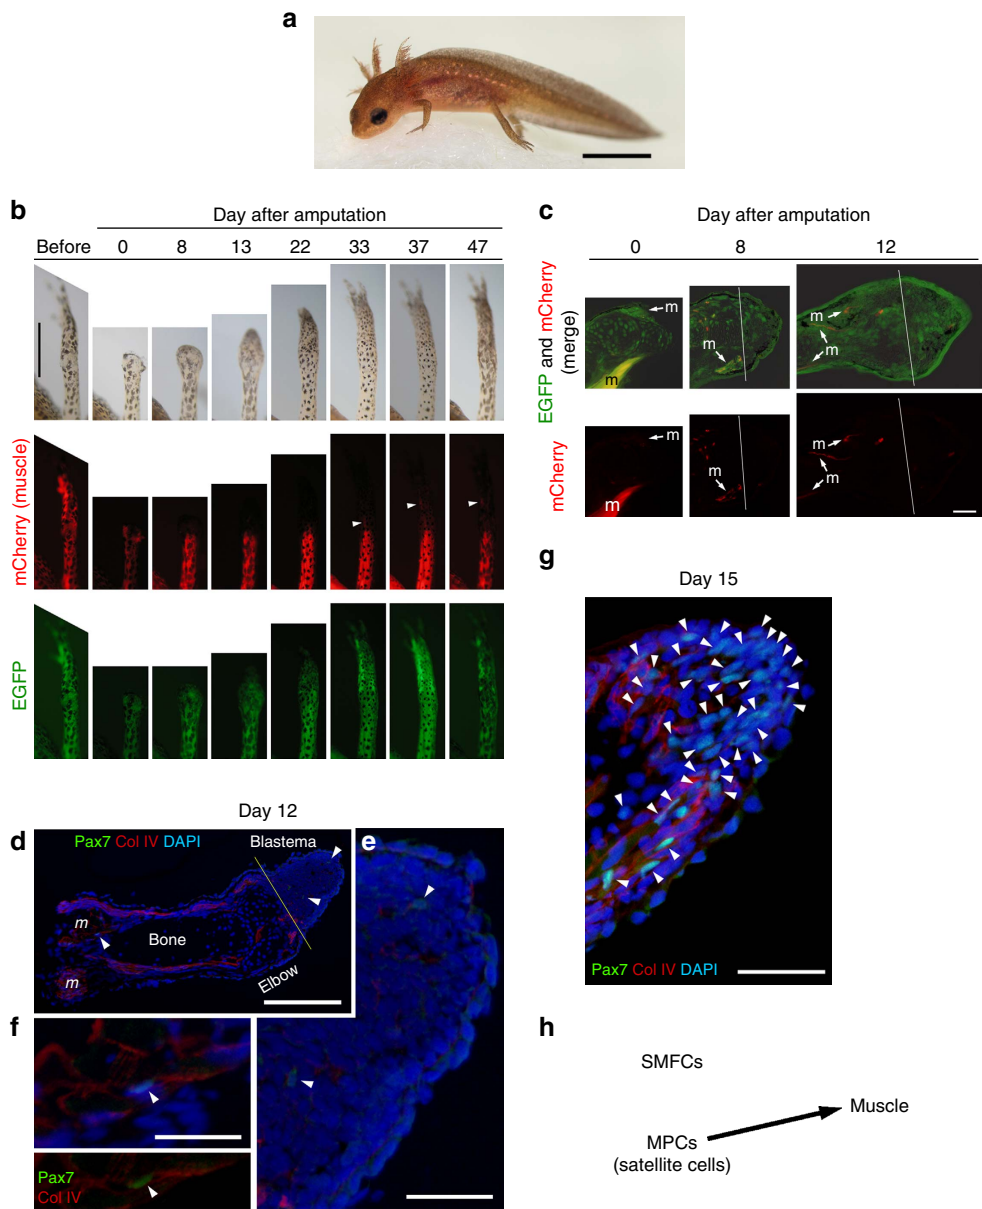 a
b
Day after amputation
Before 0 8 13 22 33 37 47
mCherry (muscle)
EGFP
c
Day after amputation
0 8 12
EGFP and mCherry
(merge)
m
m
m
m
m
mCherry
m
m
m
m
m
Day 12
d
Pax7 Col IV DAPI
Blastema
m
Bone
m
Elbow
e
f
Pax7
Col IV
g
Day 15
Pax7 Col IV DAPI
h
SMFCs
Muscle
MPCs
(satellite cells)